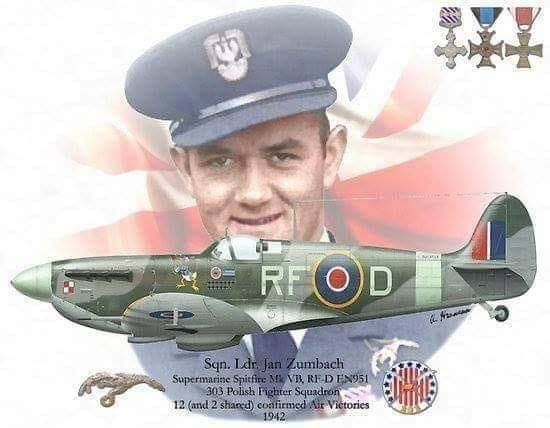 RF D
Sqn. Ldr. Jan Zumbach
Supermarine Spitfire Mk VB, RF-D EN951
303 Polish Fighter Squadron
12 (and 2 shared) confirmed Air Victories
1942